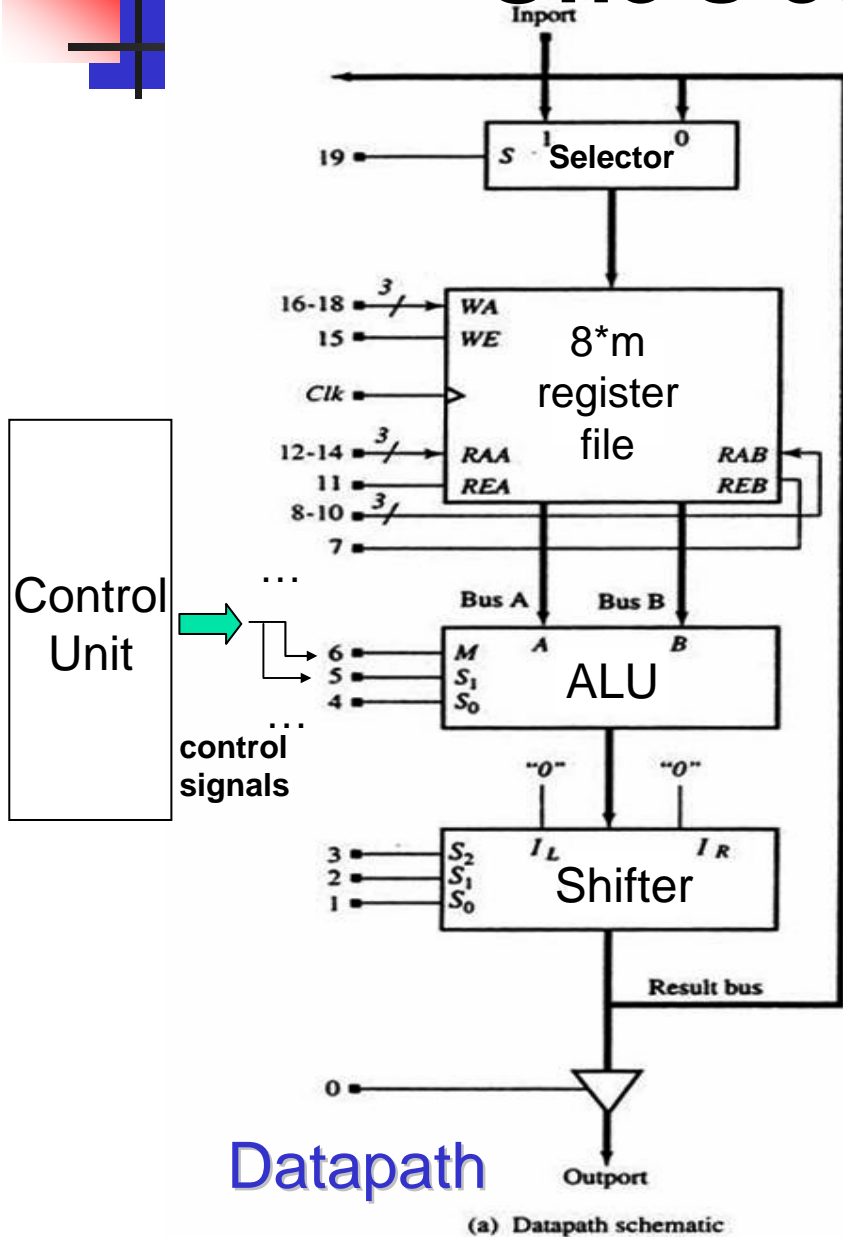 Inport
1 0
19 S Selector
16-18 3 WA
15 WE
8*m
register
file
Clk
12-14 3 RAA RAB
11 REA REB
8-10 3
7
...
Control
Unit
Bus A Bus B
6 M A B
5 S1
4 S0
ALU
...
control
signals
"0" "0"
3 S2 IL IR
2 S1
1 S0
Shifter
Result bus
0
Datapath
Outport
(a) Datapath schematic